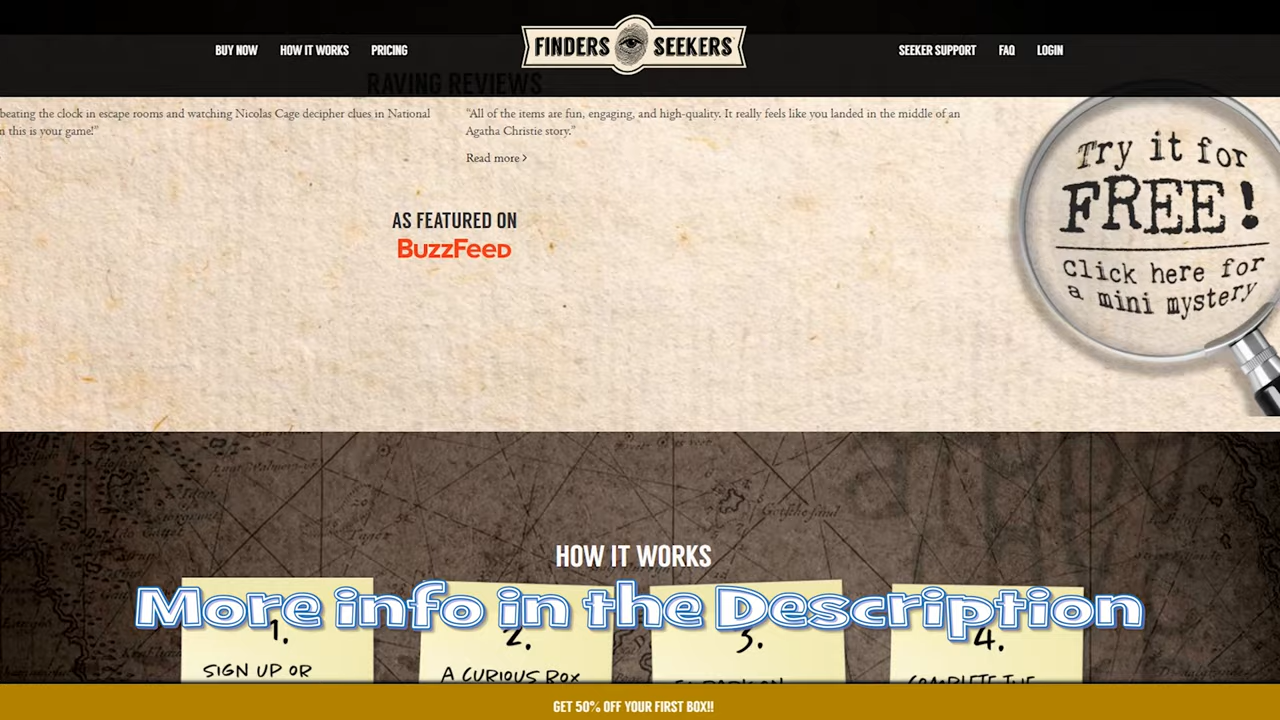 BUY NOW HOW IT WORKS PRICING
FINDERS SEEKERS
SEEKER SUPPORT FAQ LOGIN
RAVING REVIEWS
beating the clock in escape rooms and watching Nicolas Cage decipher clues in National
this is your game!”
“All of the items are fun, engaging, and high-quality. It really feels like you landed in the middle of an
Agatha Christie story.”
Read more >
AS FEATURED ON
BuzzFeed
Try it for
FREE!
Click here for
a mini mystery
HOW IT WORKS
More info in the Description
1.
SIGN UP OR
2.
A CURIOUS BOX
3.
4.
COMPLETE THE
GET 50% OFF YOUR FIRST BOX!!